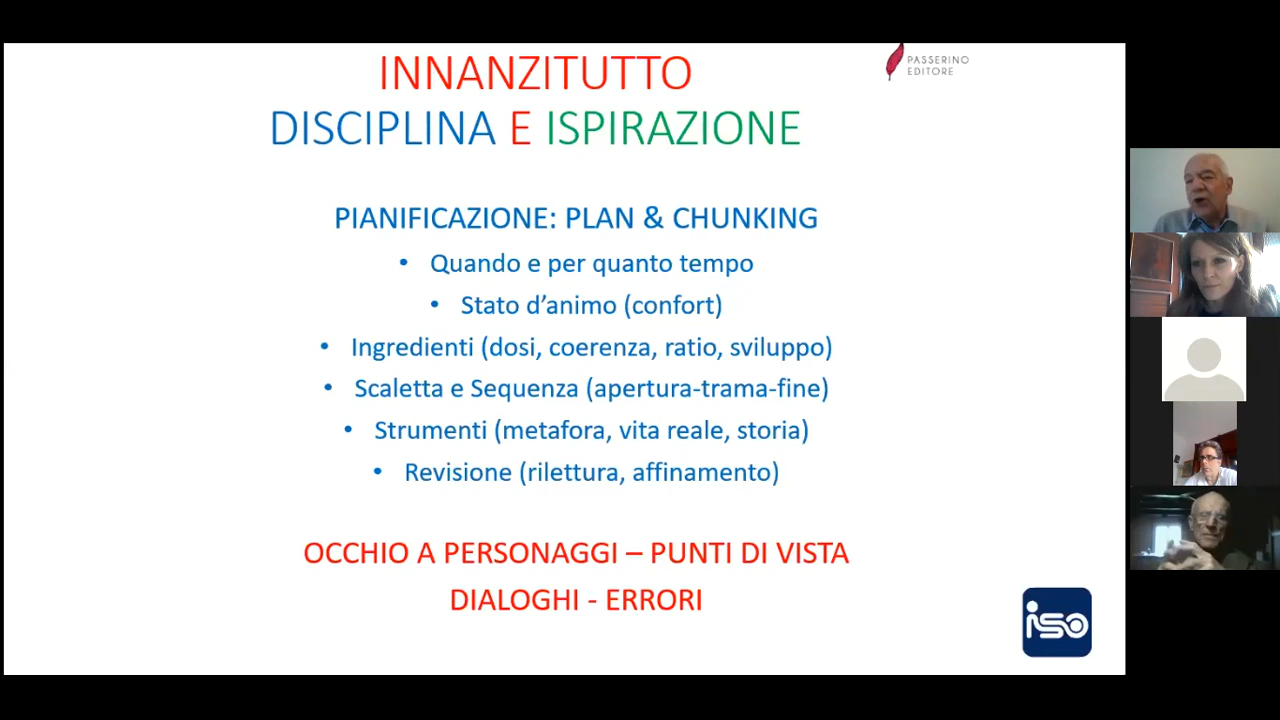 INNANZITUTTO
DISCIPLINA E ISPIRAZIONE
PASSERINO
EDITORE
PIANIFICAZIONE: PLAN & CHUNKING
• Quando e per quanto tempo
• Stato d’animo (confort)
• Ingredienti (dosi, coerenza, ratio, sviluppo)
• Scaletta e Sequenza (apertura-trama-fine)
• Strumenti (metafora, vita reale, storia)
• Revisione (rilettura, affinamento)
OCCHIO A PERSONAGGI – PUNTI DI VISTA
DIALOGHI - ERRORI
iso